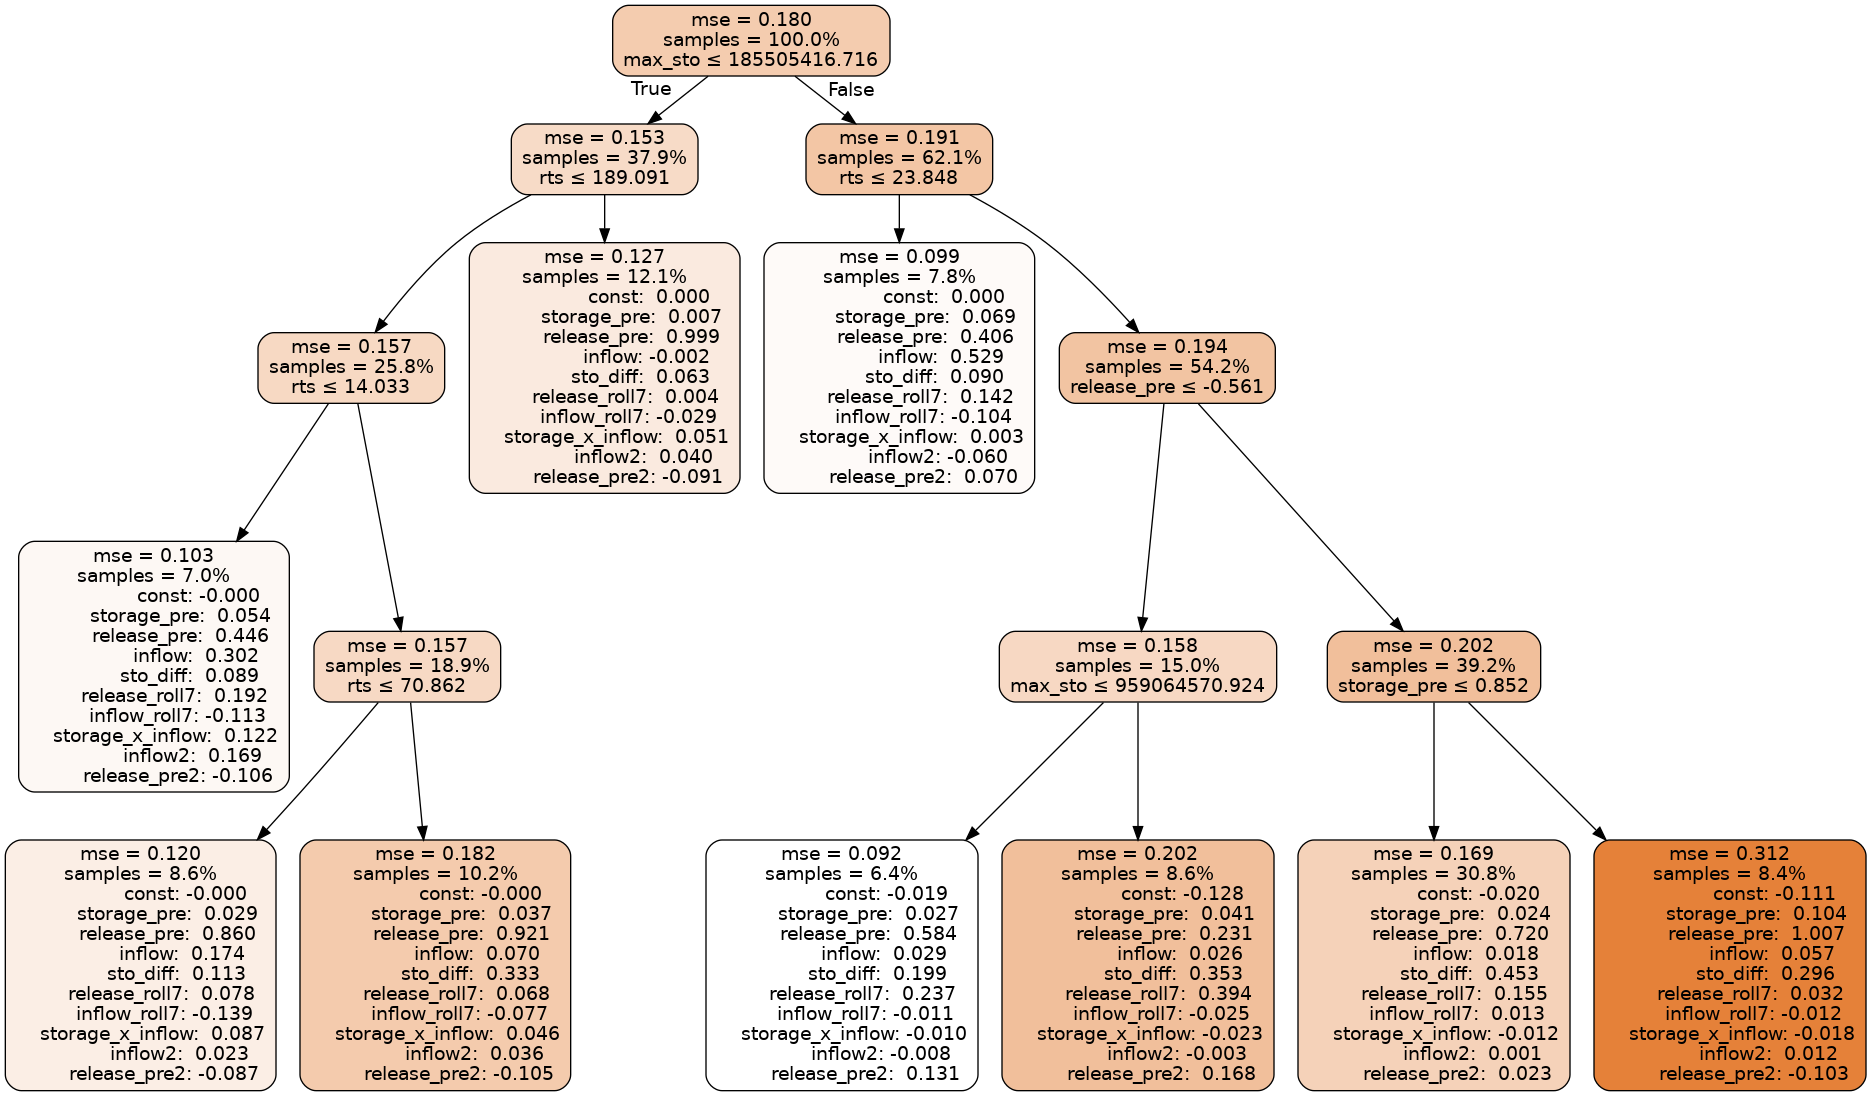 mse = 0.180
samples = 100.0%
max_sto ≤ 185505416.716
True
False
mse = 0.153
samples = 37.9%
rts ≤ 189.091
mse = 0.191
samples = 62.1%
rts ≤ 23.848
mse = 0.157
samples = 25.8%
rts ≤ 14.033
mse = 0.127
samples = 12.1%
const: 0.000
storage_pre: 0.007
release_pre: 0.999
inflow: -0.002
sto_diff: 0.063
release_roll7: 0.004
inflow_roll7: -0.029
storage_x_inflow: 0.051
inflow2: 0.040
release_pre2: -0.091
mse = 0.099
samples = 7.8%
const: 0.000
storage_pre: 0.069
release_pre: 0.406
inflow: 0.529
sto_diff: 0.090
release_roll7: 0.142
inflow_roll7: -0.104
storage_x_inflow: 0.003
inflow2: -0.060
release_pre2: 0.070
mse = 0.194
samples = 54.2%
release_pre ≤ -0.561
mse = 0.103
samples = 7.0%
const: -0.000
storage_pre: 0.054
release_pre: 0.446
inflow: 0.302
sto_diff: 0.089
release_roll7: 0.192
inflow_roll7: -0.113
storage_x_inflow: 0.122
inflow2: 0.169
release_pre2: -0.106
mse = 0.157
samples = 18.9%
rts ≤ 70.862
mse = 0.158
samples = 15.0%
max_sto ≤ 959064570.924
mse = 0.202
samples = 39.2%
storage_pre ≤ 0.852
mse = 0.120
samples = 8.6%
const: -0.000
storage_pre: 0.029
release_pre: 0.860
inflow: 0.174
sto_diff: 0.113
release_roll7: 0.078
inflow_roll7: -0.139
storage_x_inflow: 0.087
inflow2: 0.023
release_pre2: -0.087
mse = 0.182
samples = 10.2%
const: -0.000
storage_pre: 0.037
release_pre: 0.921
inflow: 0.070
sto_diff: 0.333
release_roll7: 0.068
inflow_roll7: -0.077
storage_x_inflow: 0.046
inflow2: 0.036
release_pre2: -0.105
mse = 0.092
samples = 6.4%
const: -0.019
storage_pre: 0.027
release_pre: 0.584
inflow: 0.029
sto_diff: 0.199
release_roll7: 0.237
inflow_roll7: -0.011
storage_x_inflow: -0.010
inflow2: -0.008
release_pre2: 0.131
mse = 0.202
samples = 8.6%
const: -0.128
storage_pre: 0.041
release_pre: 0.231
inflow: 0.026
sto_diff: 0.353
release_roll7: 0.394
inflow_roll7: -0.025
storage_x_inflow: -0.023
inflow2: -0.003
release_pre2: 0.168
mse = 0.169
samples = 30.8%
const: -0.020
storage_pre: 0.024
release_pre: 0.720
inflow: 0.018
sto_diff: 0.453
release_roll7: 0.155
inflow_roll7: 0.013
storage_x_inflow: -0.012
inflow2: 0.001
release_pre2: 0.023
mse = 0.312
samples = 8.4%
const: -0.111
storage_pre: 0.104
release_pre: 1.007
inflow: 0.057
sto_diff: 0.296
release_roll7: 0.032
inflow_roll7: -0.012
storage_x_inflow: -0.018
inflow2: 0.012
release_pre2: -0.103